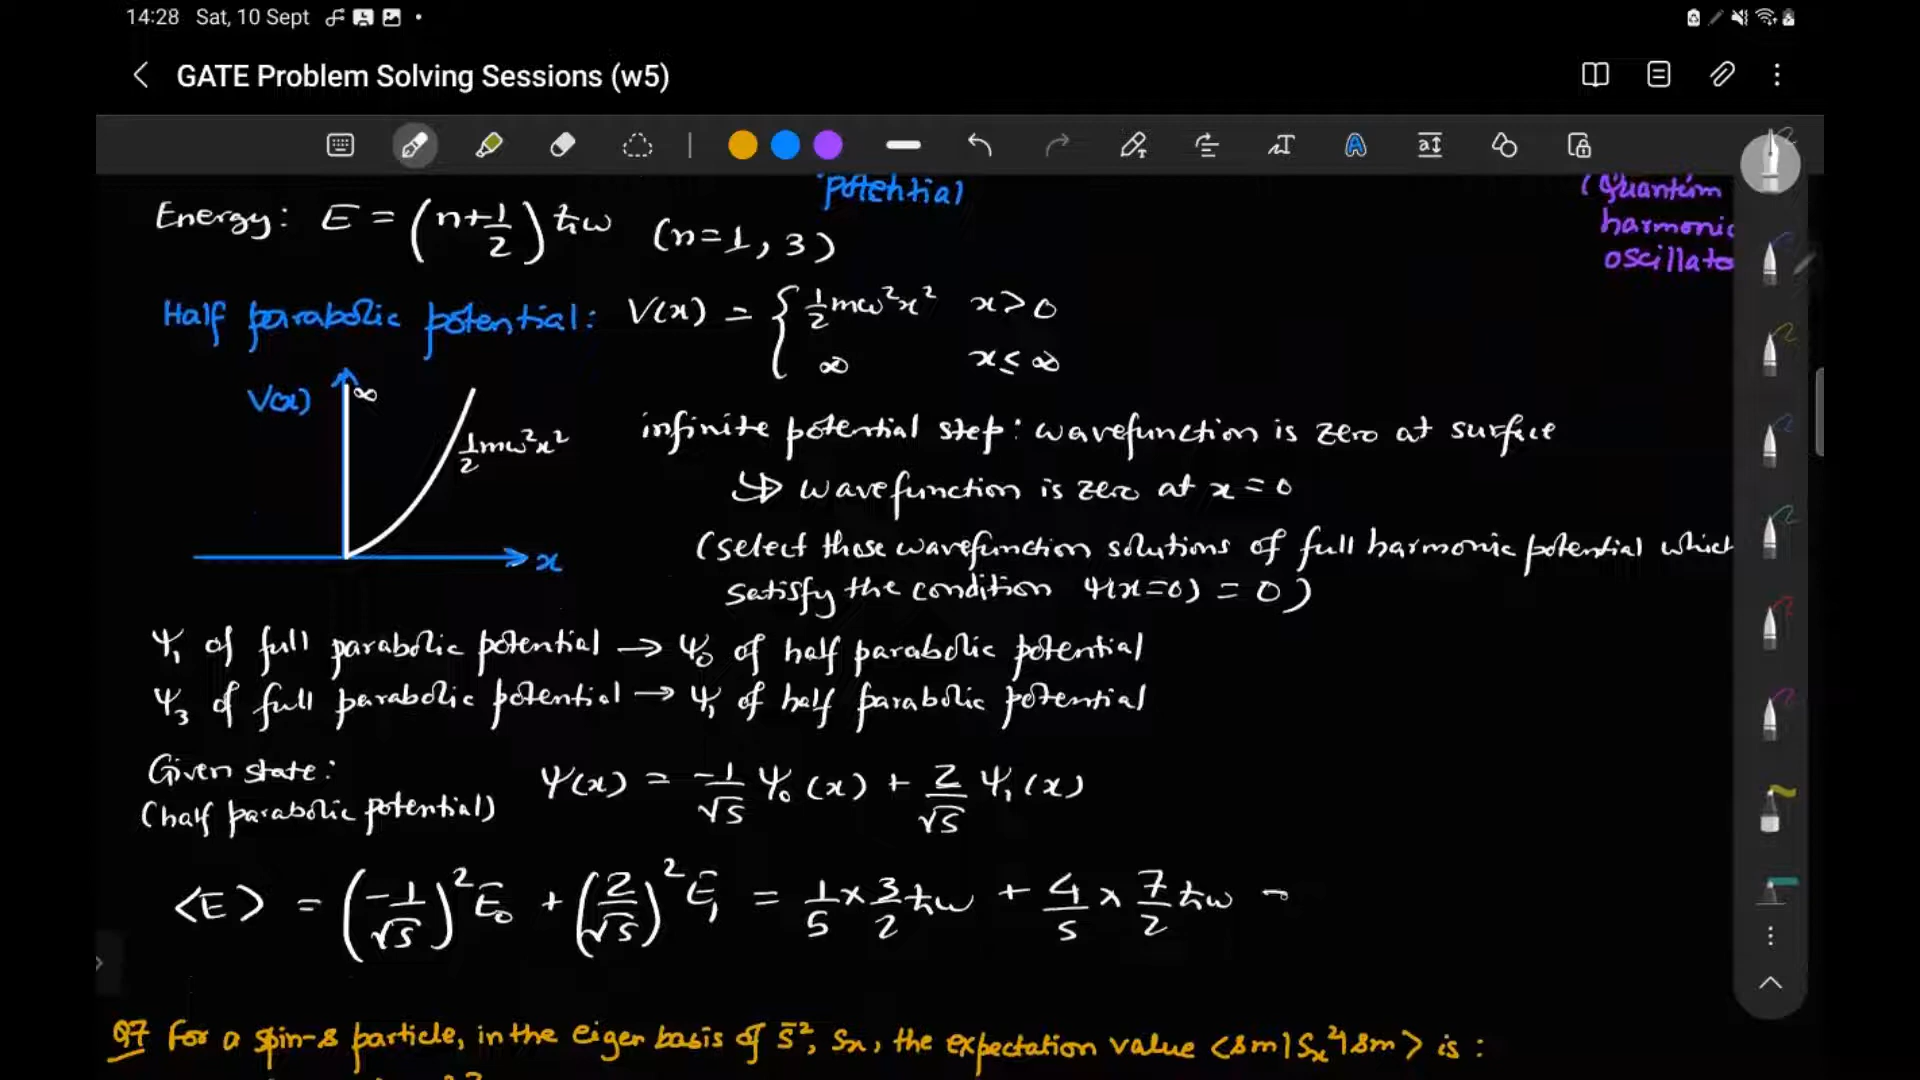 14:28 Sat, 10 Sept
GATE Problem Solving Sessions (w5)
potential
(Quantum
harmonic
oscillato
Energy: E = (n+1/2) ħω (n=1, 3)
Half parabolic potential: V(x) = { 1/2 mω²x² x>0
∞ x≤∞
V(x) ∞
1/2 mω²x²
x
infinite potential step: wavefunction is zero at surface
↳ wavefunction is zero at x=0
(select those wavefunction solutions of full harmonic potential which
satisfy the condition Ψ(x=0) = 0)
Ψ₁ of full parabolic potential → Ψ₀ of half parabolic potential
Ψ₃ of full parabolic potential → Ψ₁ of half parabolic potential
Given state: Ψ(x) = -1/√5 Ψ₀(x) + 2/√5 Ψ₁(x)
(half parabolic potential)
<E> = (-1/√5)² E₀ + (2/√5)² E₁ = 1/5 × 3/2 ħω + 4/5 × 7/2 ħω
Q7 For a spin-s particle, in the eigen basis of s̄², Sx, the expectation value <sm|Sx²|sm> is: